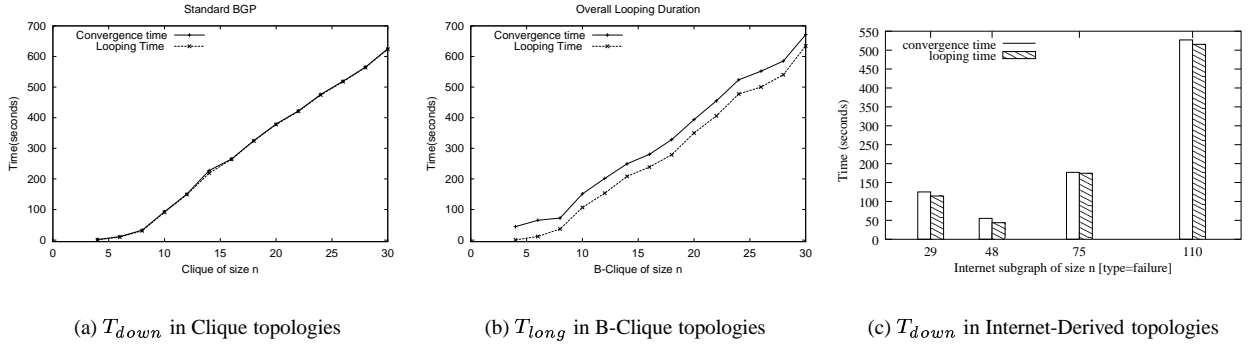 Standard BGP
Convergence time
Looping Time
Time(seconds)
700
600
500
400
300
200
100
0
0 5 10 15 20 25 30
Clique of size n
(a) T_down in Clique topologies
Overall Looping Duration
Convergence time
Looping Time
Time(seconds)
700
600
500
400
300
200
100
0
0 5 10 15 20 25 30
B-Clique of size n
(b) T_long in B-Clique topologies
convergence time
looping time
Time (seconds)
550
500
450
400
350
300
250
200
150
100
50
0
29 48 75 110
Internet subgraph of size n [type=failure]
(c) T_down in Internet-Derived topologies